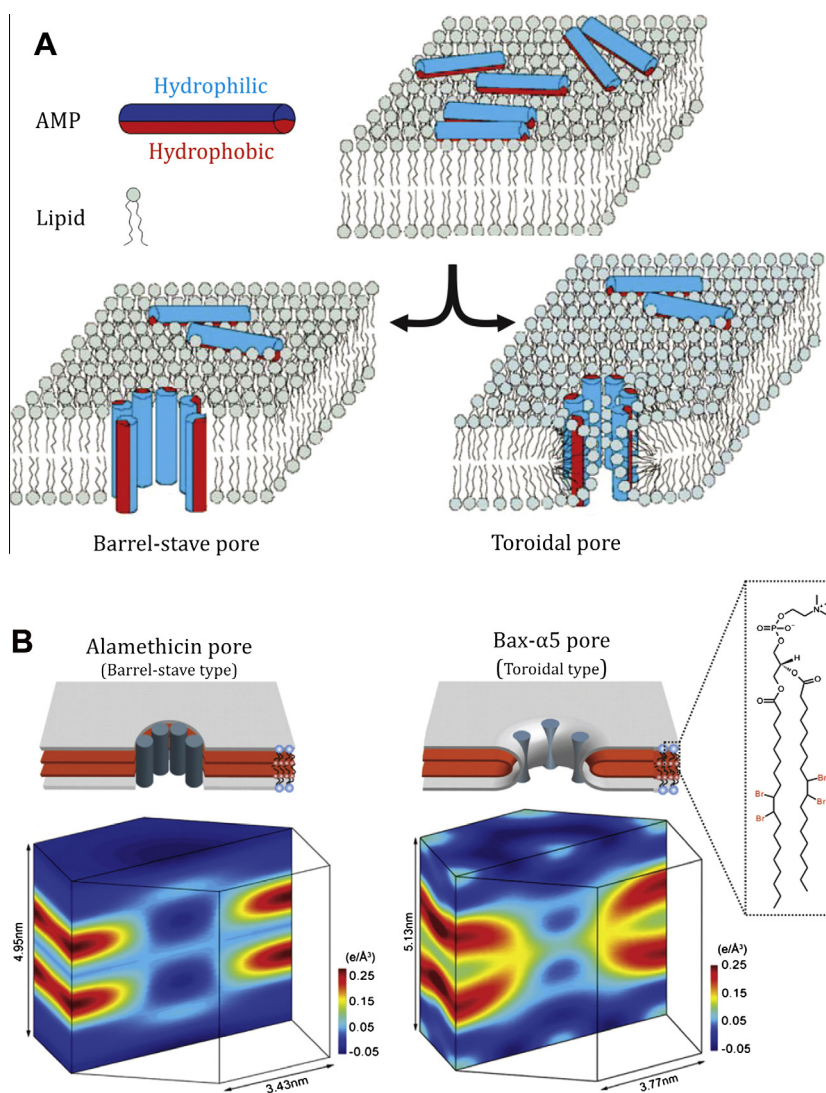 A
Hydrophilic
AMP
Hydrophobic
Lipid
Barrel-stave pore
Toroidal pore
B
Alamethicin pore
(Barrel-stave type)
Bax-α5 pore
(Toroidal type)
N
O
O
O=P-O⁻
O
H
O
O
O
O
Br
Br
Br
Br
4.95nm
3.43nm
(e/Å³)
0.25
0.15
0.05
-0.05
5.13nm
3.77nm
(e/Å³)
0.25
0.15
0.05
-0.05